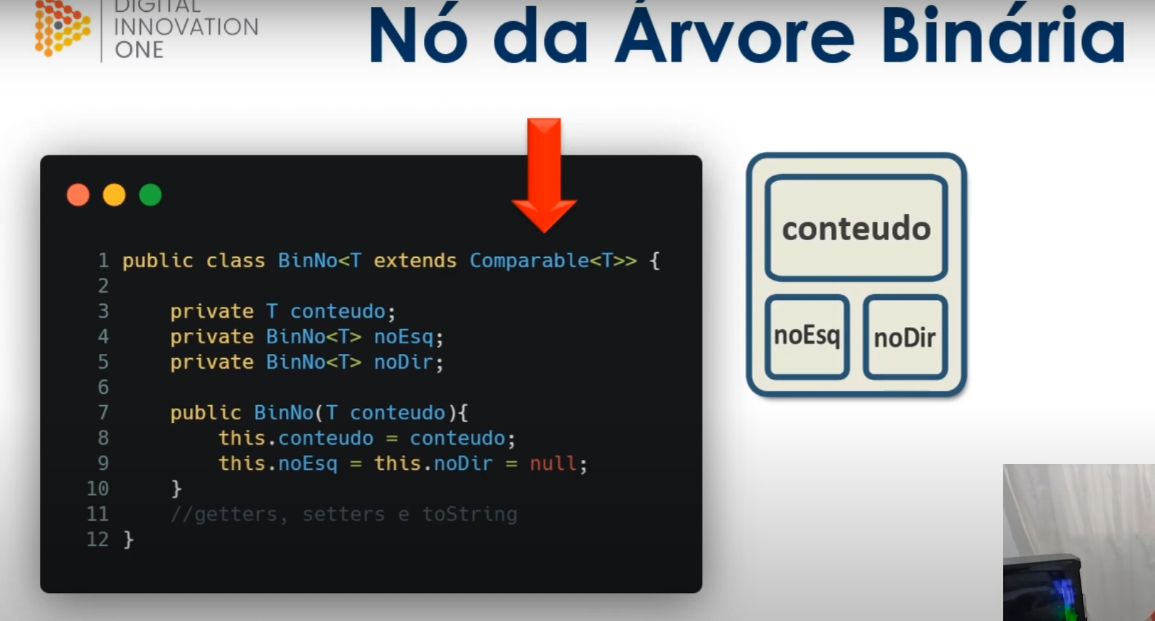 DIGITAL
INNOVATION
ONE
Nó da Árvore Binária
1 public class BinNo<T extends Comparable<T>> {
2
3     private T conteudo;
4     private BinNo<T> noEsq;
5     private BinNo<T> noDir;
6
7     public BinNo(T conteudo){
8         this.conteudo = conteudo;
9         this.noEsq = this.noDir = null;
10     }
11     //getters, setters e toString
12 }
conteudo
noEsq
noDir